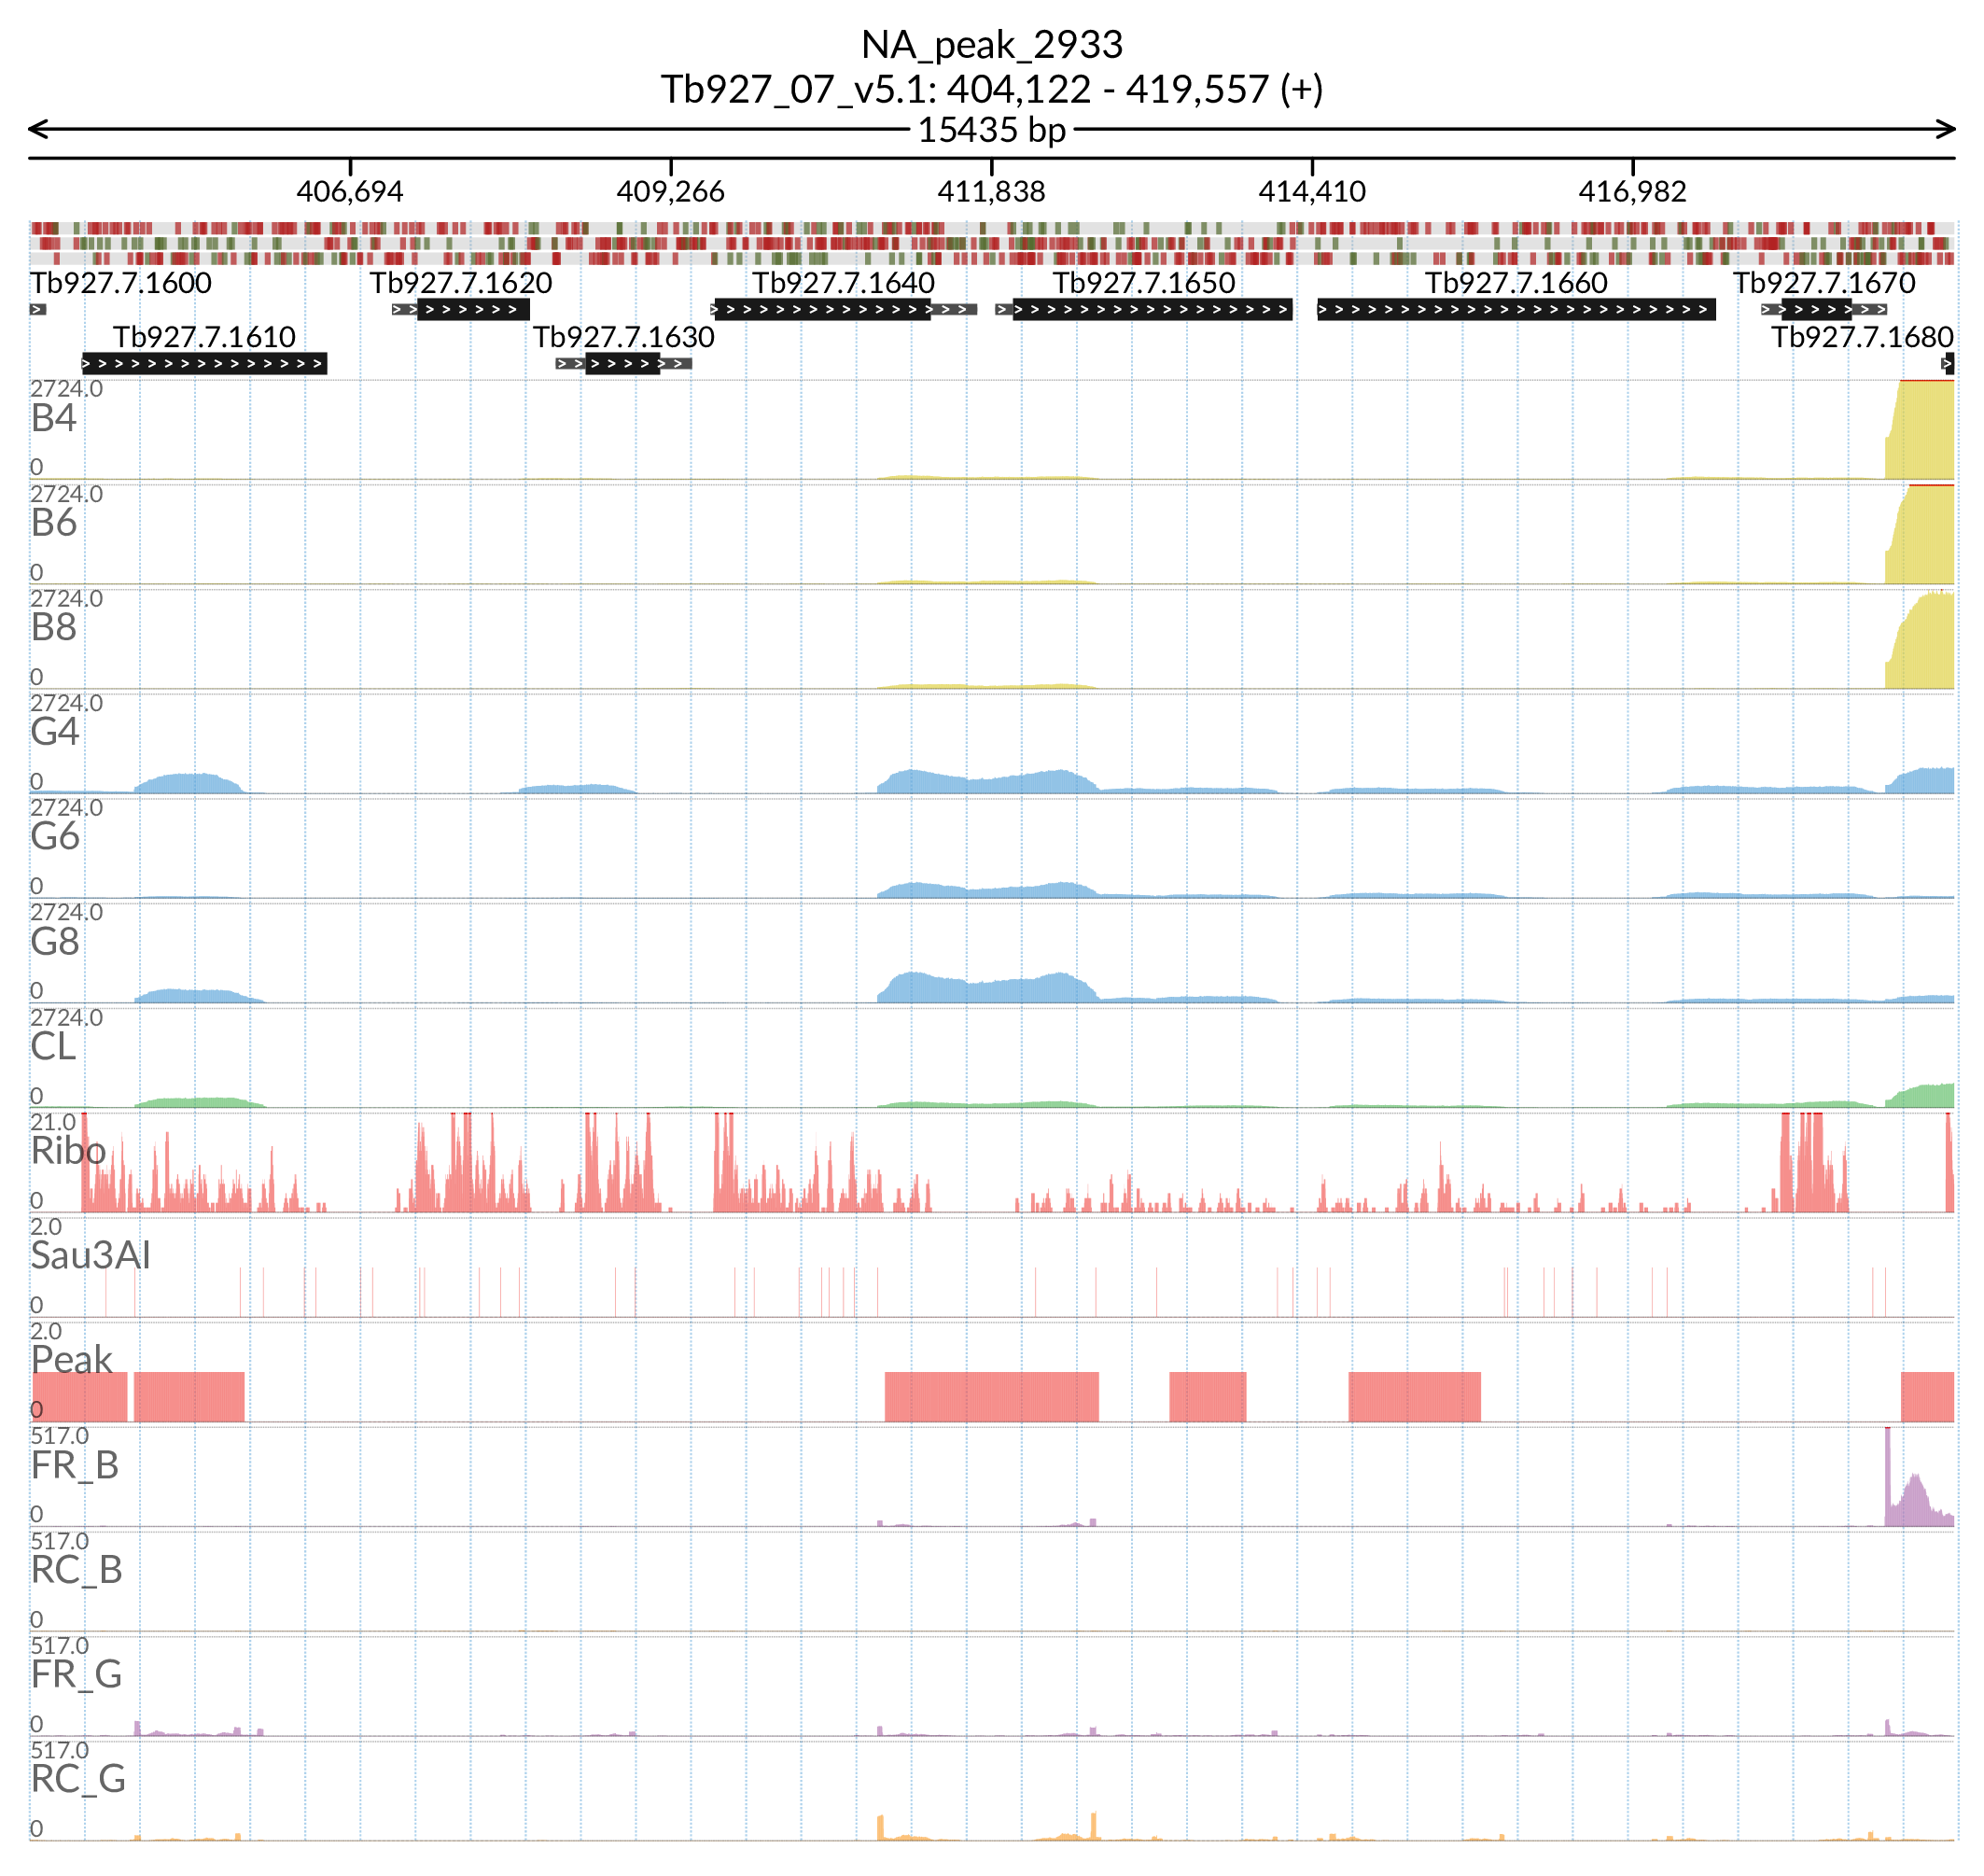 NA_peak_2933
Tb927_07_v5.1: 404,122 - 419,557 (+)
15435 bp
406,694 409,266 411,838 414,410 416,982
Tb927.7.1600 Tb927.7.1620 Tb927.7.1640 Tb927.7.1650 Tb927.7.1660 Tb927.7.1670
Tb927.7.1610 Tb927.7.1630 Tb927.7.1680
2724.0
B4
0
2724.0
B6
0
2724.0
B8
0
2724.0
G4
0
2724.0
G6
0
2724.0
G8
0
2724.0
CL
0
21.0
Ribo
0
2.0
Sau3AI
0
2.0
Peak
0
517.0
FR_B
0
517.0
RC_B
0
517.0
FR_G
0
517.0
RC_G
0